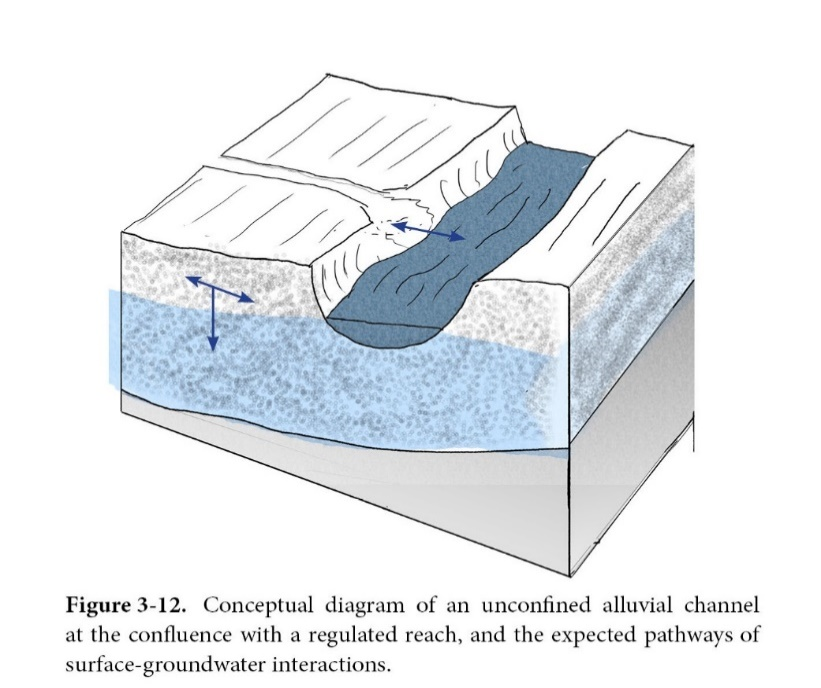 Figure 3-12. Conceptual diagram of an unconfined alluvial channel
at the confluence with a regulated reach, and the expected pathways of
surface-groundwater interactions.